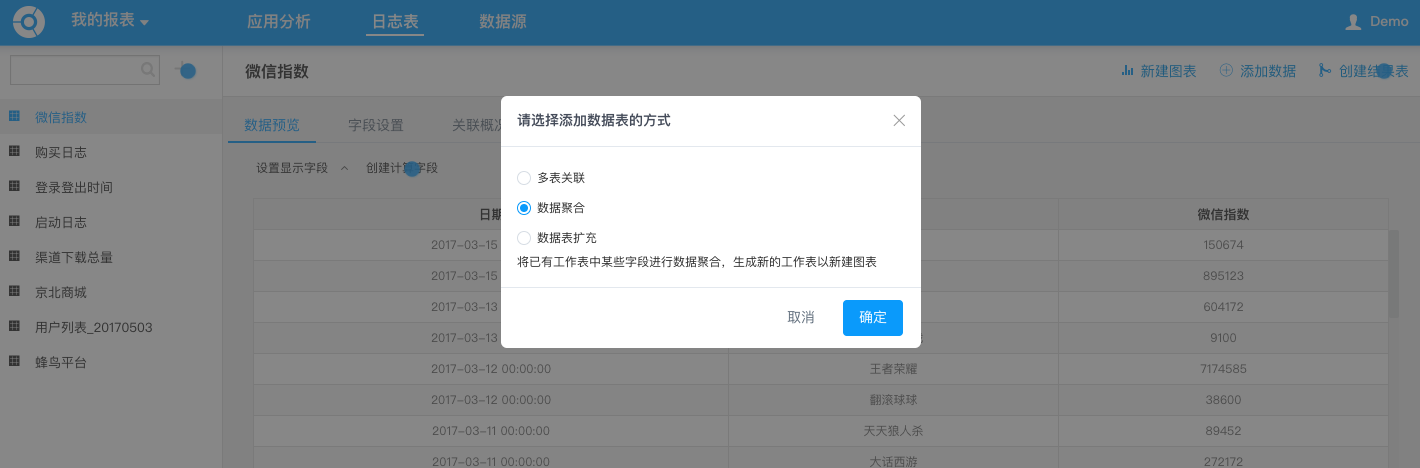 我的报表
应用分析
日志表
数据源
Demo
微信指数
新建图表
添加数据
创建结果表
微信指数
购买日志
登录登出时间
启动日志
渠道下载总量
京北商城
用户列表_20170503
蜂鸟平台
数据预览
字段设置
关联概况
设置显示字段
创建计算字段
日期
微信指数
2017-03-15
150674
2017-03-15
895123
2017-03-13
604172
2017-03-13
9100
2017-03-12 00:00:00
王者荣耀
7174585
2017-03-12 00:00:00
翻滚球球
38600
2017-03-11 00:00:00
天天狼人杀
89452
2017-03-11 00:00:00
大话西游
272172
请选择添加数据表的方式
多表关联
数据聚合
数据表扩充
将已有工作表中某些字段进行数据聚合，生成新的工作表以新建图表
取消
确定